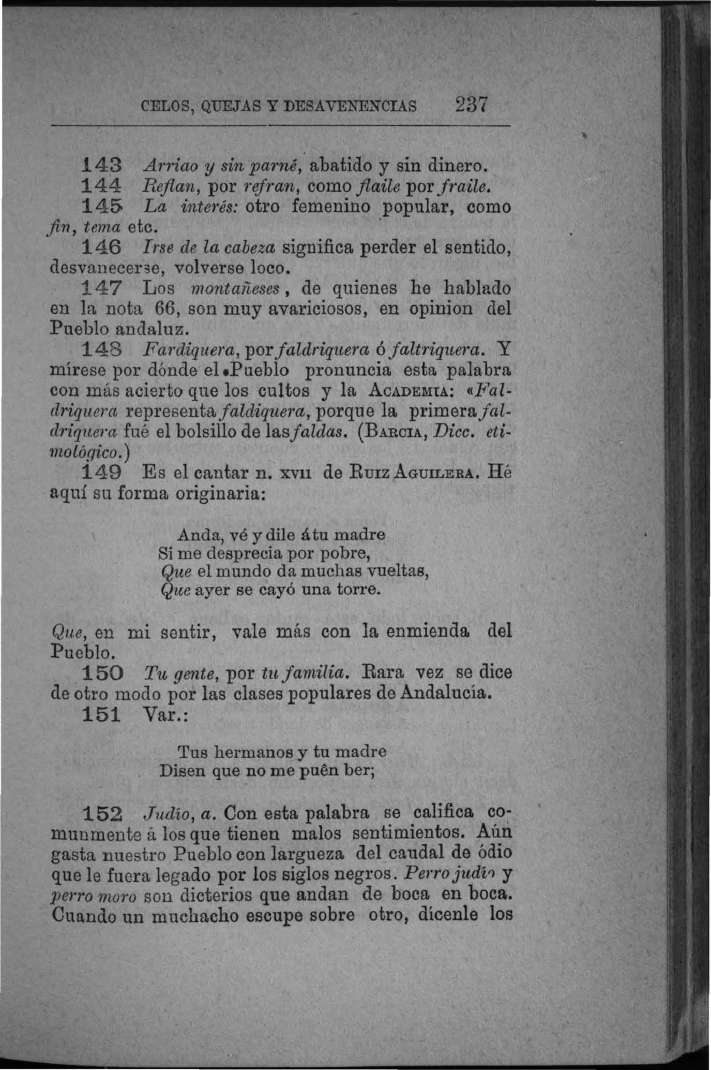 CELOS, QUEJAS Y DESAVENENCIAS 237
143 Arriao y sin parné, abatido y sin dinero.
144 Reflan, por refran, como flaile por fraile.
145 La interés: otro femenino popular, como
fin, tema etc.
146 Irse de la cabeza significa perder el sentido,
desvanecerse, volverse loco.
147 Los montañeses, de quienes he hablado
en la nota 66, son muy avariciosos, en opinion del
Pueblo andaluz.
148 Fardiquera, por faldriquera ó faltriquera. Y
mírese por dónde el Pueblo pronuncia esta palabra
con más acierto que los cultos y la ACADEMIA: «Fal-
driquera representa faldiquera, porque la primera fal-
driquera fué el bolsillo de las faldas. (BARCIA, Dicc. eti-
mológico.)
149 Es el cantar n. XVII de RUIZ AGUILERA. Hé
aquí su forma originaria:
Anda, vé y dile á tu madre
Si me desprecia por pobre,
Que el mundo da muchas vueltas,
Que ayer se cayó una torre.
Que, en mi sentir, vale más con la enmienda del
Pueblo.
150 Tu gente, por tu familia. Rara vez se dice
de otro modo por las clases populares de Andalucía.
151 Var.:
Tus hermanos y tu madre
Disen que no me puên ber;
152 Judío, a. Con esta palabra se califica co-
munmente á los que tienen malos sentimientos. Aún
gasta nuestro Pueblo con largueza del caudal de ódio
que le fuera legado por los siglos negros. Perro judío y
perro moro son dicterios que andan de boca en boca.
Cuando un muchacho escupe sobre otro, dícenle los